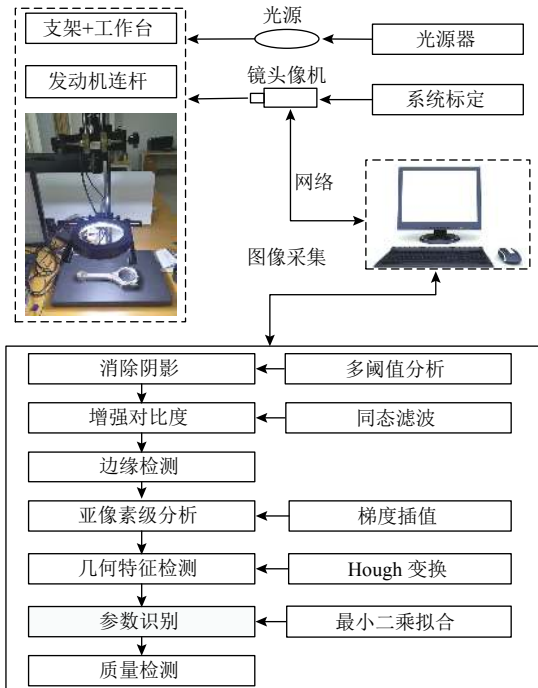 支架+工作台
光源
光源器
发动机连杆
镜头像机
系统标定
网络
图像采集
消除阴影
多阈值分析
增强对比度
同态滤波
边缘检测
亚像素级分析
梯度插值
几何特征检测
Hough 变换
参数识别
最小二乘拟合
质量检测